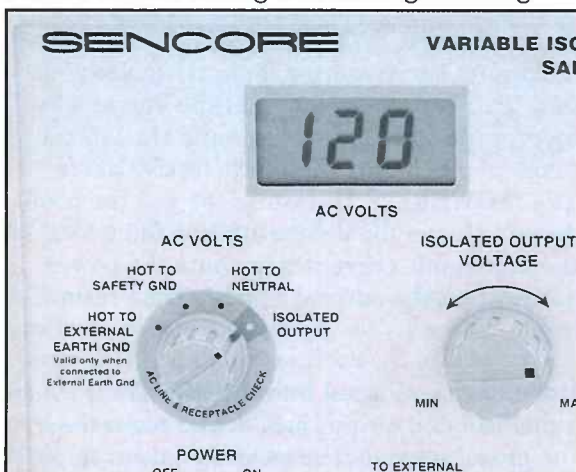 SENCORE
VARIABLE ISO
SA
120
AC VOLTS
AC VOLTS
HOT TO
SAFETY GND
HOT TO
NEUTRAL
HOT TO
EXTERNAL
EARTH GND
Valid only when
connected to
External Earth Gnd
ISOLATED
OUTPUT
AC LINE & RECEPTACLE CHECK
ISOLATED OUTPUT
VOLTAGE
MIN
MA
POWER
OFF
ON
TO EXTERNAL